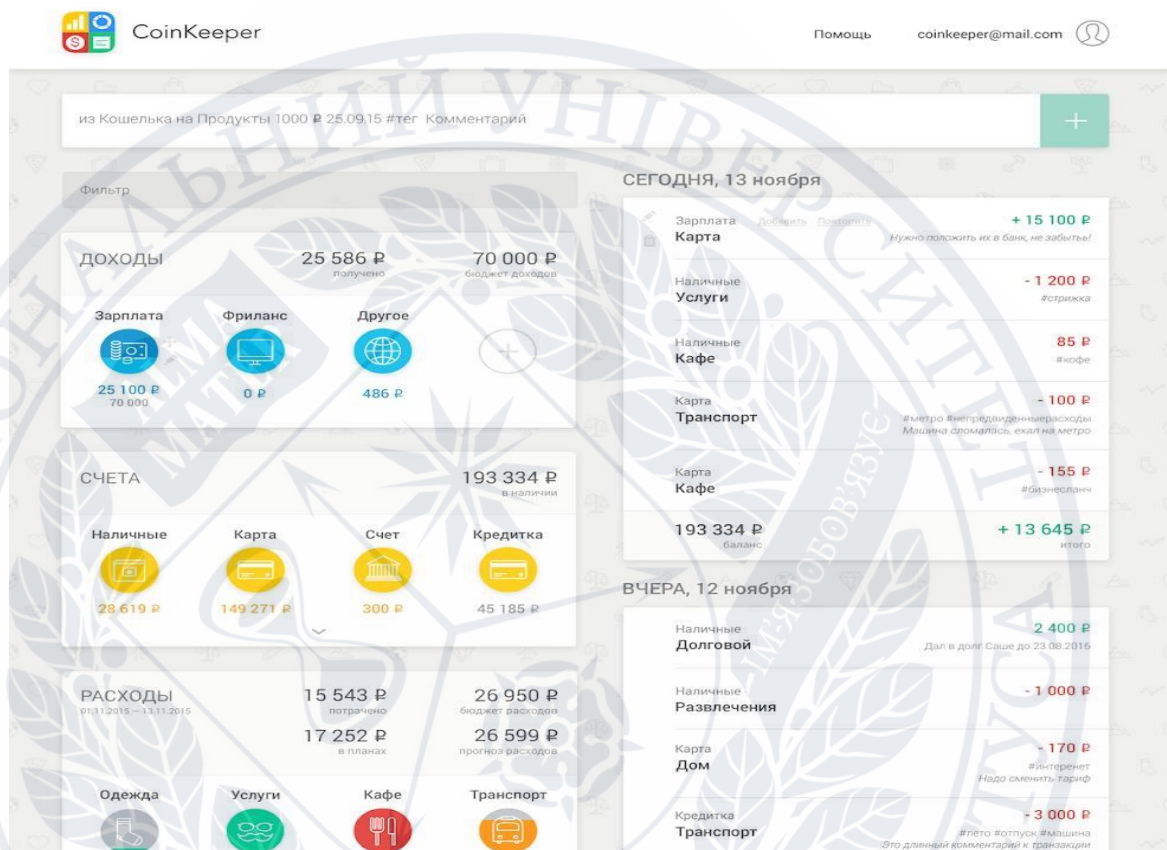 CoinKeeper
Помощь
coinkeeper@mail.com
из Кошелька на Продукты 1000 ₽ 25.09.15 #тег Комментарий
Фильтр
ДОХОДЫ
25 586 ₽
получено
70 000 ₽
бюджет доходов
Зарплата
Фриланс
Другое
25 100 ₽
70 000
0 ₽
486 ₽
СЧЕТА
193 334 ₽
в наличии
Наличные
Карта
Счет
Кредитка
28 619 ₽
149 271 ₽
300 ₽
45 185 ₽
РАСХОДЫ
01.11.2015 – 13.11.2015
15 543 ₽
потрачено
26 950 ₽
бюджет расходов
17 252 ₽
в планах
26 599 ₽
прогноз расходов
Одежда
Услуги
Кафе
Транспорт
СЕГОДНЯ, 13 ноября
Зарплата Добавить Повторять
Карта
+ 15 100 ₽
Нужно положить их в банк, не забыть!
Наличные
Услуги
- 1 200 ₽
#стрижка
Наличные
Кафе
85 ₽
#кофе
Карта
Транспорт
- 100 ₽
#метро #непредвиденныерасходы
Машина сломалась, ехал на метро
Карта
Кафе
- 155 ₽
#бизнесланч
193 334 ₽
баланс
+ 13 645 ₽
итого
ВЧЕРА, 12 ноября
Наличные
Долговой
2 400 ₽
Дал в долг Саше до 23.08.2016
Наличные
Развлечения
- 1 000 ₽
Карта
Дом
- 170 ₽
#интеренет
Надо сменить тариф
Кредитка
Транспорт
- 3 000 ₽
#лето #отпуск #машина
Это длинный комментарий к транзакции